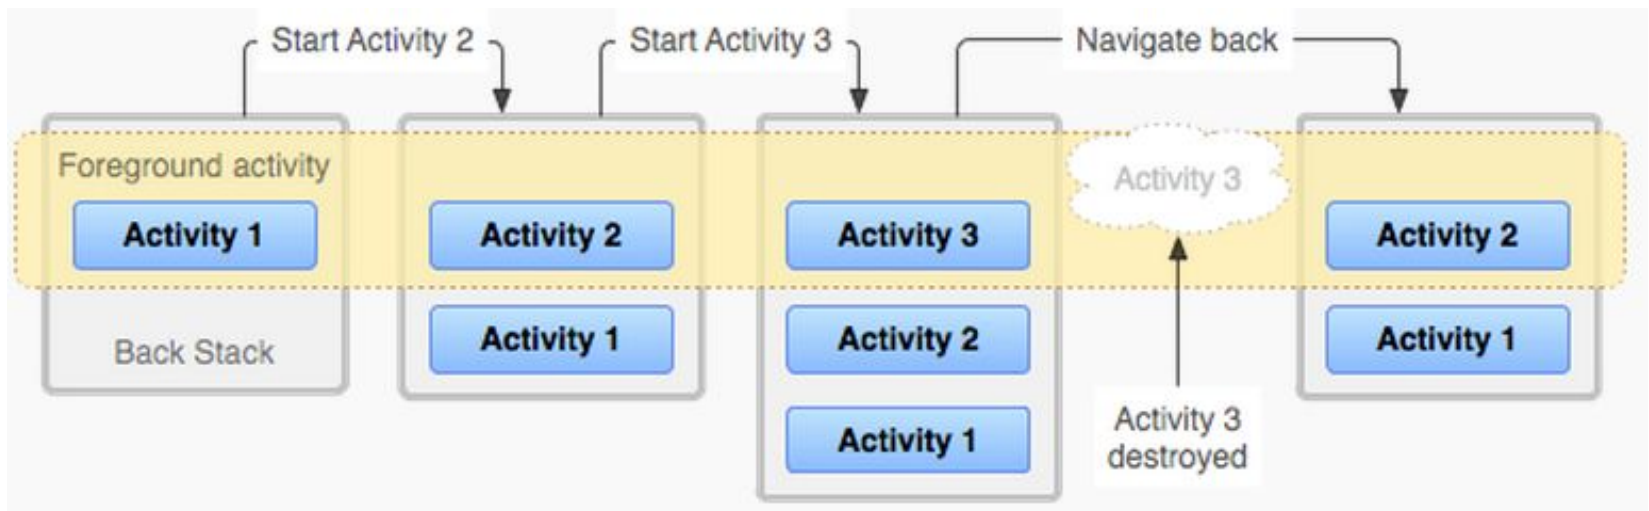 Start Activity 2
Start Activity 3
Navigate back
Foreground activity
Activity 1
Back Stack
Activity 2
Activity 1
Activity 3
Activity 2
Activity 1
Activity 3
Activity 3
destroyed
Activity 2
Activity 1